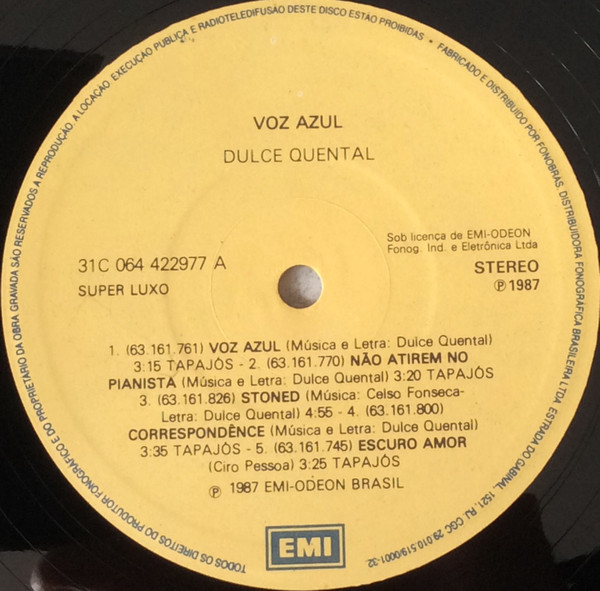 TODOS OS DIREITOS DO PRODUTOR FONOGRÁFICO E DO PROPRIETÁRIO DA OBRA GRAVADA SÃO RESERVADOS A REPRODUÇÃO, A LOCAÇÃO, EXECUÇÃO PÚBLICA E RADIOTELEDIFUSÃO DESTE DISCO ESTÃO PROIBIDAS • FABRICADO E DISTRIBUÍDO POR FONOBRÁS, DISTRIBUIDORA FONOGRÁFICA BRASILEIRA LTDA, ESTRADA DO GABINAL, 1521, RJ, CGC 29.010.519/0001-32
VOZ AZUL
DULCE QUENTAL
Sob licença de EMI-ODEON
Fonog. Ind. e Eletrônica Ltda
31C 064 422977 A
STEREO
SUPER LUXO
℗ 1987
1. (63.161.761) VOZ AZUL (Música e Letra: Dulce Quental)
3:15 TAPAJÓS - 2. (63.161.770) NÃO ATIREM NO
PIANISTA (Música e Letra: Dulce Quental) 3:20 TAPAJÓS
3. (63.161.826) STONED (Música: Celso Fonseca-
Letra: Dulce Quental) 4:55 - 4. (63.161.800)
CORRESPONDÊNCE (Música e Letra: Dulce Quental)
3:35 TAPAJÓS - 5. (63.161.745) ESCURO AMOR
(Ciro Pessoa) 3:25 TAPAJÓS
℗ 1987 EMI-ODEON BRASIL
EMI